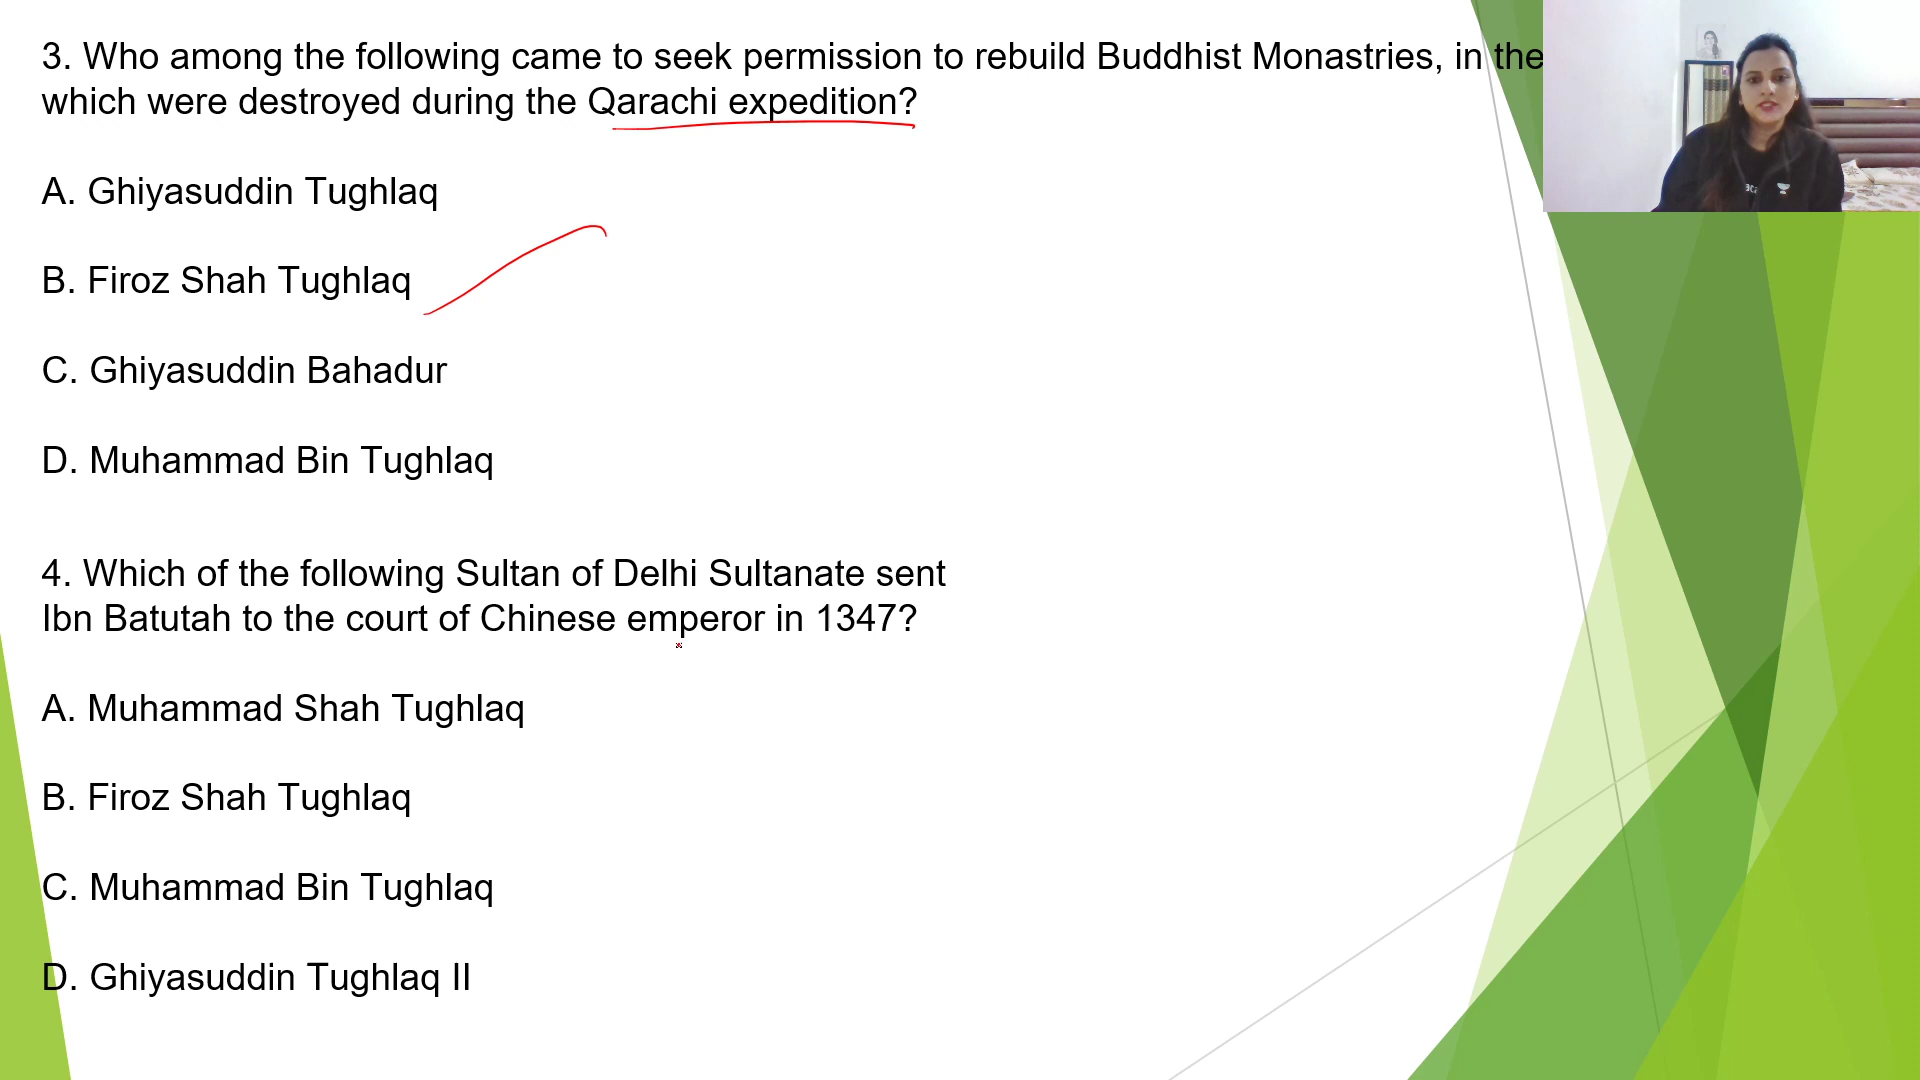 3. Who among the following came to seek permission to rebuild Buddhist Monastries, in the
which were destroyed during the Qarachi expedition?
A. Ghiyasuddin Tughlaq
B. Firoz Shah Tughlaq
C. Ghiyasuddin Bahadur
D. Muhammad Bin Tughlaq
4. Which of the following Sultan of Delhi Sultanate sent
Ibn Batutah to the court of Chinese emperor in 1347?
A. Muhammad Shah Tughlaq
B. Firoz Shah Tughlaq
C. Muhammad Bin Tughlaq
D. Ghiyasuddin Tughlaq II